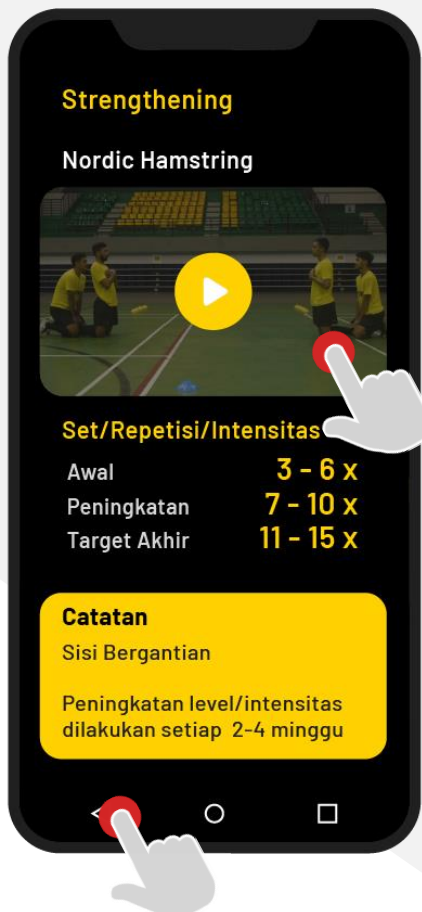 Strengthening
Nordic Hamstring
Set/Repetisi/Intensitas
Awal 3 - 6 x
Peningkatan 7 - 10 x
Target Akhir 11 - 15 x
Catatan
Sisi Bergantian
Peningkatan level/intensitas
dilakukan setiap 2-4 minggu